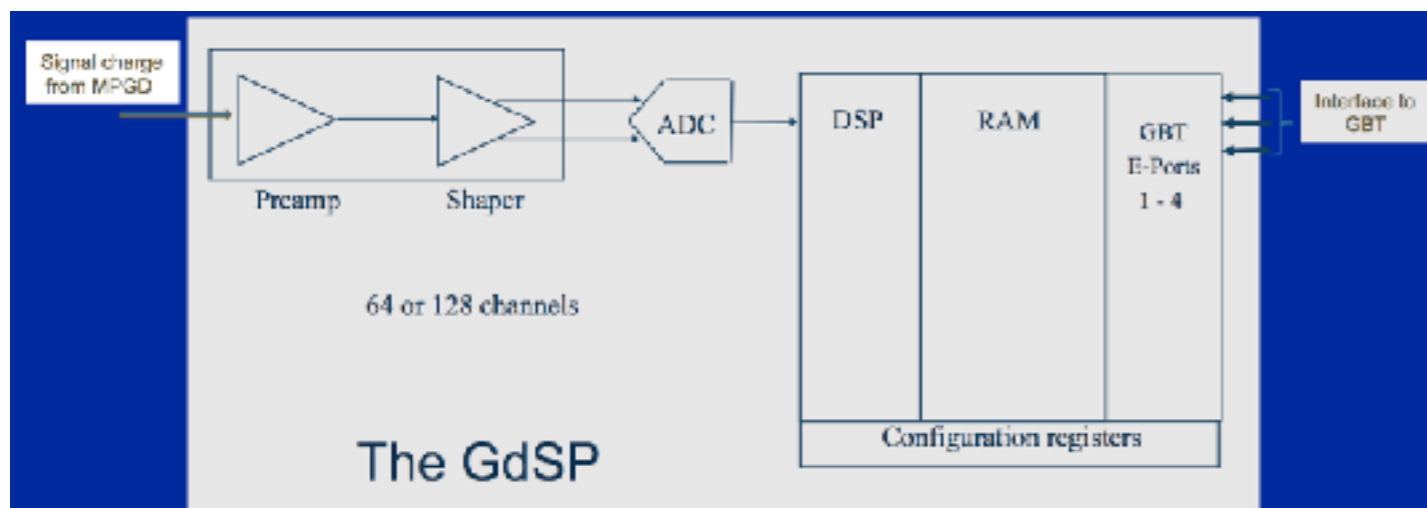 Signal charge
from MPGD
Preamp
Shaper
ADC
DSP
RAM
GBT
E-Ports
1 - 4
Interface to
GBT
64 or 128 channels
Configuration registers
The GdSP